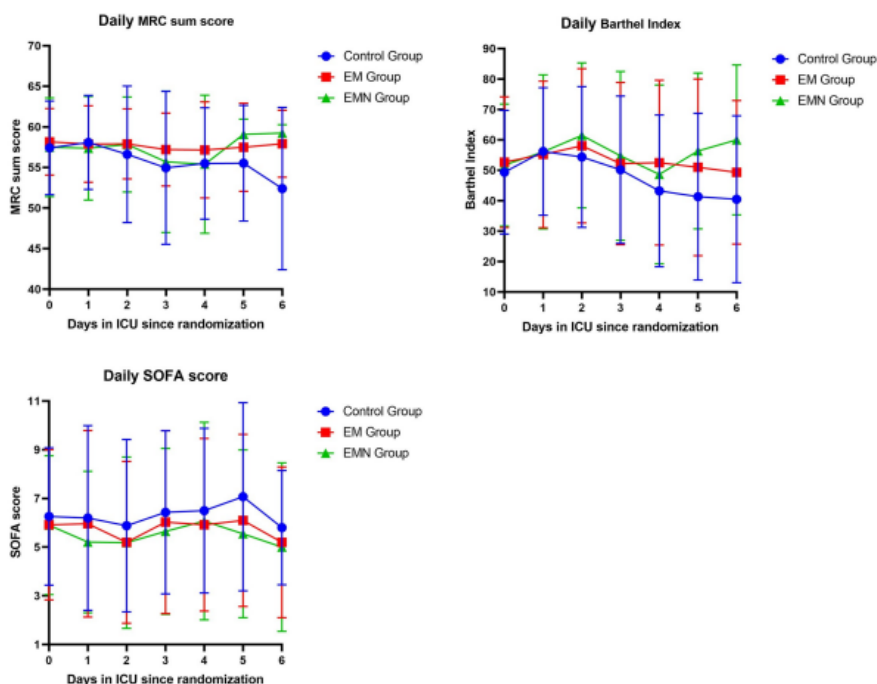 Daily MRC sum score
70
65
60
55
50
45
40
MRC sum score
0 1 2 3 4 5 6
Days in ICU since randomization
Control Group
EM Group
EMN Group
Daily Barthel Index
90
80
70
60
50
40
30
20
10
Barthel Index
0 1 2 3 4 5 6
Days in ICU since randomization
Control Group
EM Group
EMN Group
Daily SOFA score
11
9
7
5
3
1
SOFA score
0 1 2 3 4 5 6
Days in ICU since randomization
Control Group
EM Group
EMN Group